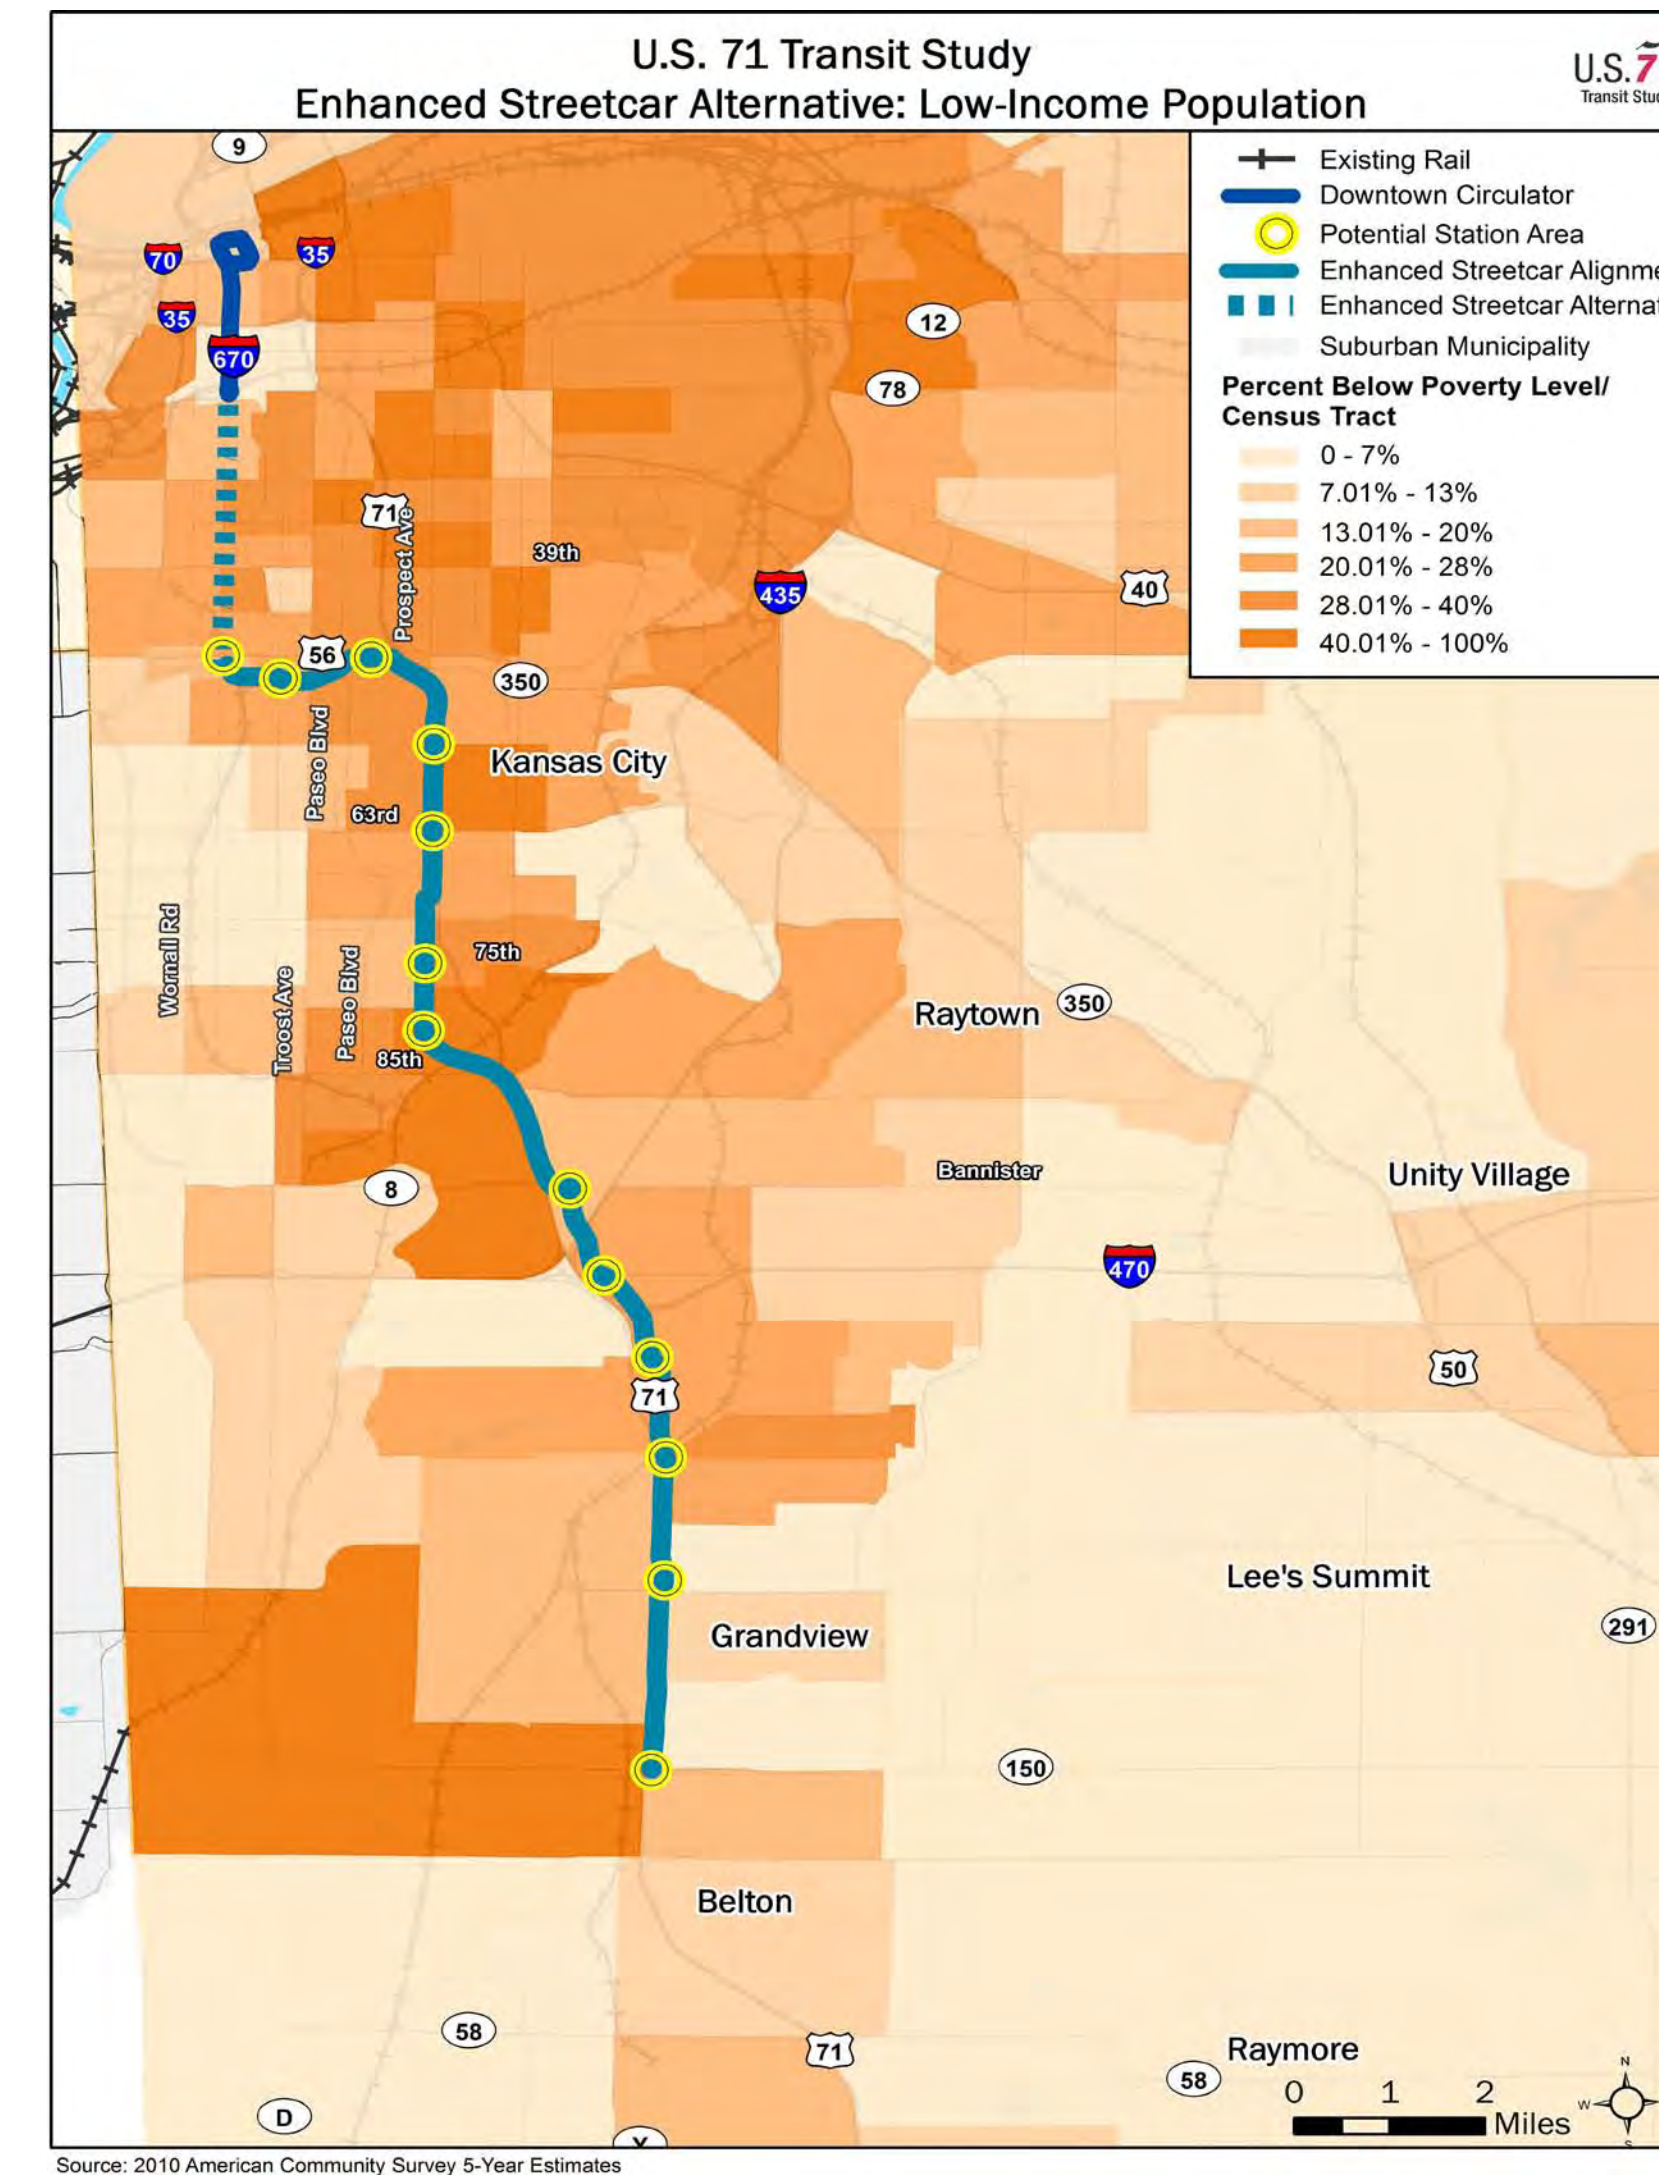 U.S. 71 Transit Study
Enhanced Streetcar Alternative: Low-Income Population
U.S.7
Transit Stud
Existing Rail
Downtown Circulator
Potential Station Area
Enhanced Streetcar Alignme
Enhanced Streetcar Alternat
Suburban Municipality
Percent Below Poverty Level/
Census Tract
0 - 7%
7.01% - 13%
13.01% - 20%
20.01% - 28%
28.01% - 40%
40.01% - 100%
9
70
35
35
670
12
78
71
Prospect Ave
39th
435
40
56
350
Paseo Blvd
Kansas City
63rd
Wornall Rd
Troost Ave
Paseo Blvd
75th
85th
Raytown
350
8
Bannister
Unity Village
470
50
71
Lee's Summit
291
Grandview
150
Belton
58
71
Raymore
58
D
Y
0 1 2
Miles
N
W
S
Source: 2010 American Community Survey 5-Year Estimates